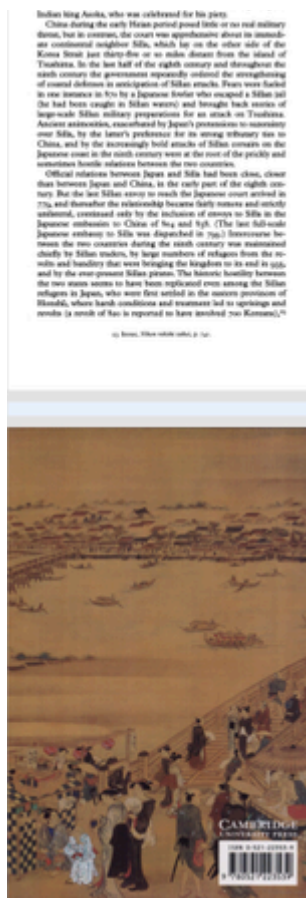 Indian king Asoka, who was celebrated for his piety.
China during the early Heian period posed little or no real military
threat, but in contrast, the court was apprehensive about its immedi-
ate continental neighbor Silla, which lay on the other side of the
Korea Strait just thirty-five or so miles distant from the island of
Tsushima. In the last half of the eighth century and throughout the
ninth century the government repeatedly ordered the strengthening
of coastal defenses in anticipation of Sillan attacks. Fears were fueled
in one instance in 870 by a Japanese fowler who escaped a Sillan jail
(he had been caught in Sillan waters) and brought back stories of
large-scale Sillan military preparations for an attack on Tsushima.
Ancient animosities, exacerbated by Japan's pretensions to suzerainty
over Silla, by the latter's preference for its strong tributary ties to
China, and by the increasingly bold attacks of Sillan corsairs on the
Japanese coast in the ninth century were at the root of the prickly and
sometimes hostile relations between the two countries.
Official relations between Japan and Silla had been close, closer
than between Japan and China, in the early part of the eighth cen-
tury. But the last Sillan envoy to reach the Japanese court arrived in
779, and thereafter the relationship became fairly remote and strictly
unilateral, continued only by the inclusion of envoys to Silla in the
Japanese embassies to China of 804 and 838. (The last full-scale
Japanese embassy to Silla was dispatched in 799.) Intercourse be-
tween the two countries during the ninth century was maintained
chiefly by Sillan traders, by large numbers of refugees from the re-
volts and banditry that were bringing the kingdom to its end in 935,
and by the ever-present Sillan pirates. The historic hostility between
the two states seems to have been replicated even among the Sillan
refugees in Japan, who were first settled in the eastern provinces of
Honshū, where harsh conditions and treatment led to uprisings and
revolts (a revolt of 820 is reported to have involved 700 Koreans),
CAMBRIDGE
UNIVERSITY PRESS